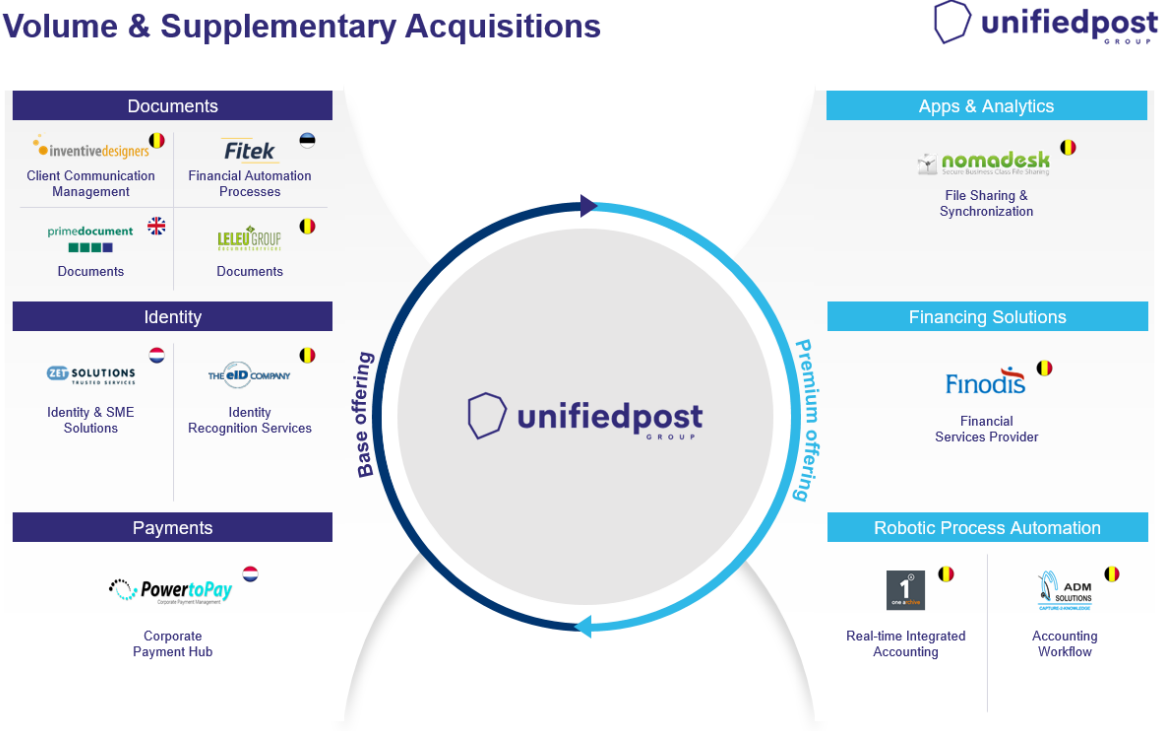 Volume & Supplementary Acquisitions
unifiedpost
GROUP
Documents
inventivedesigners
Client Communication
Management
Fitek
Financial Automation
Processes
primedocument
Documents
LELEU GROUP
DOCUMENTSERVICES
Documents
Identity
ZET SOLUTIONS
TRUSTED SERVICES
Identity & SME
Solutions
THE eID COMPANY
Identity
Recognition Services
Payments
PowertoPay
Corporate Payment Management
Corporate
Payment Hub
Base offering
unifiedpost
GROUP
Premium offering
Apps & Analytics
nomadesk
Secure Business Class File Sharing
File Sharing &
Synchronization
Financing Solutions
Finodis
Financial
Services Provider
Robotic Process Automation
1
one archive
Real-time Integrated
Accounting
ADM
SOLUTIONS
CAPTURE @ KNOWLEDGE
Accounting
Workflow